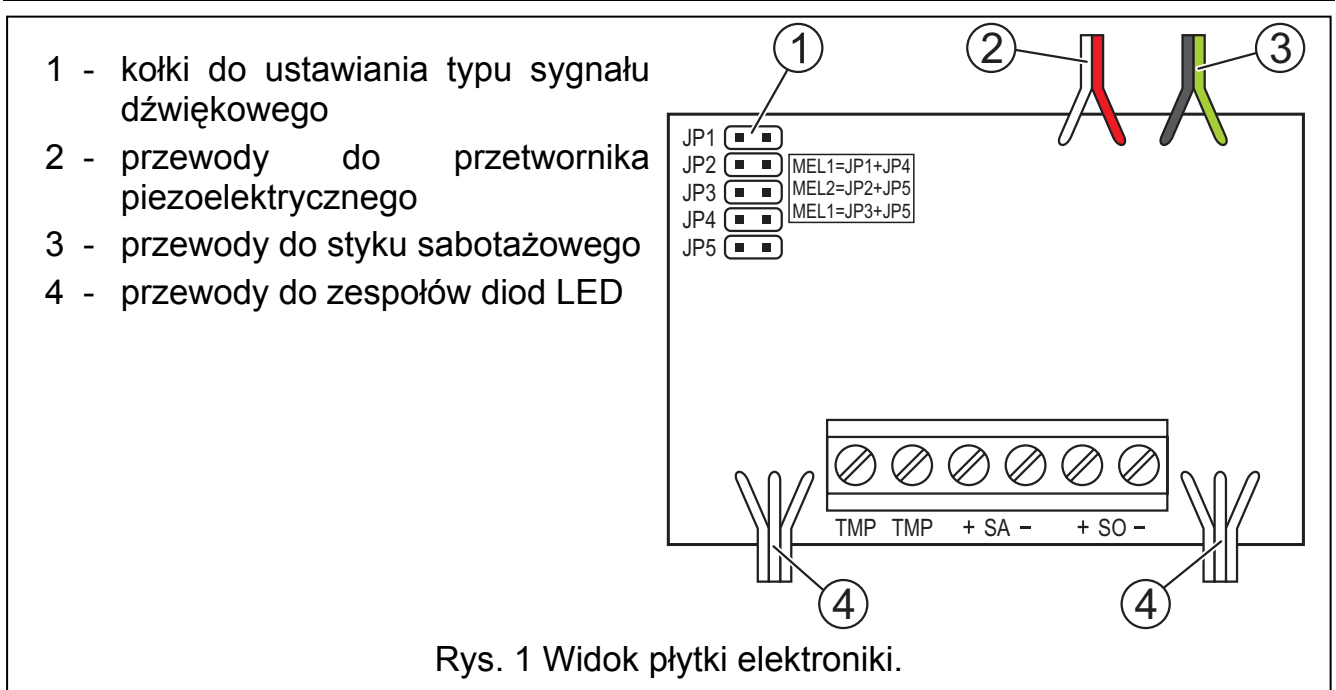 1 - kołki do ustawiania typu sygnału
dźwiękowego
2 - przewody do przetwornika
piezoelektrycznego
3 - przewody do styku sabotażowego
4 - przewody do zespołów diod LED
1
2
3
JP1
JP2
JP3
JP4
JP5
MEL1=JP1+JP4
MEL2=JP2+JP5
MEL1=JP3+JP5
TMP TMP + SA − + SO −
4
4
Rys. 1 Widok płytki elektroniki.